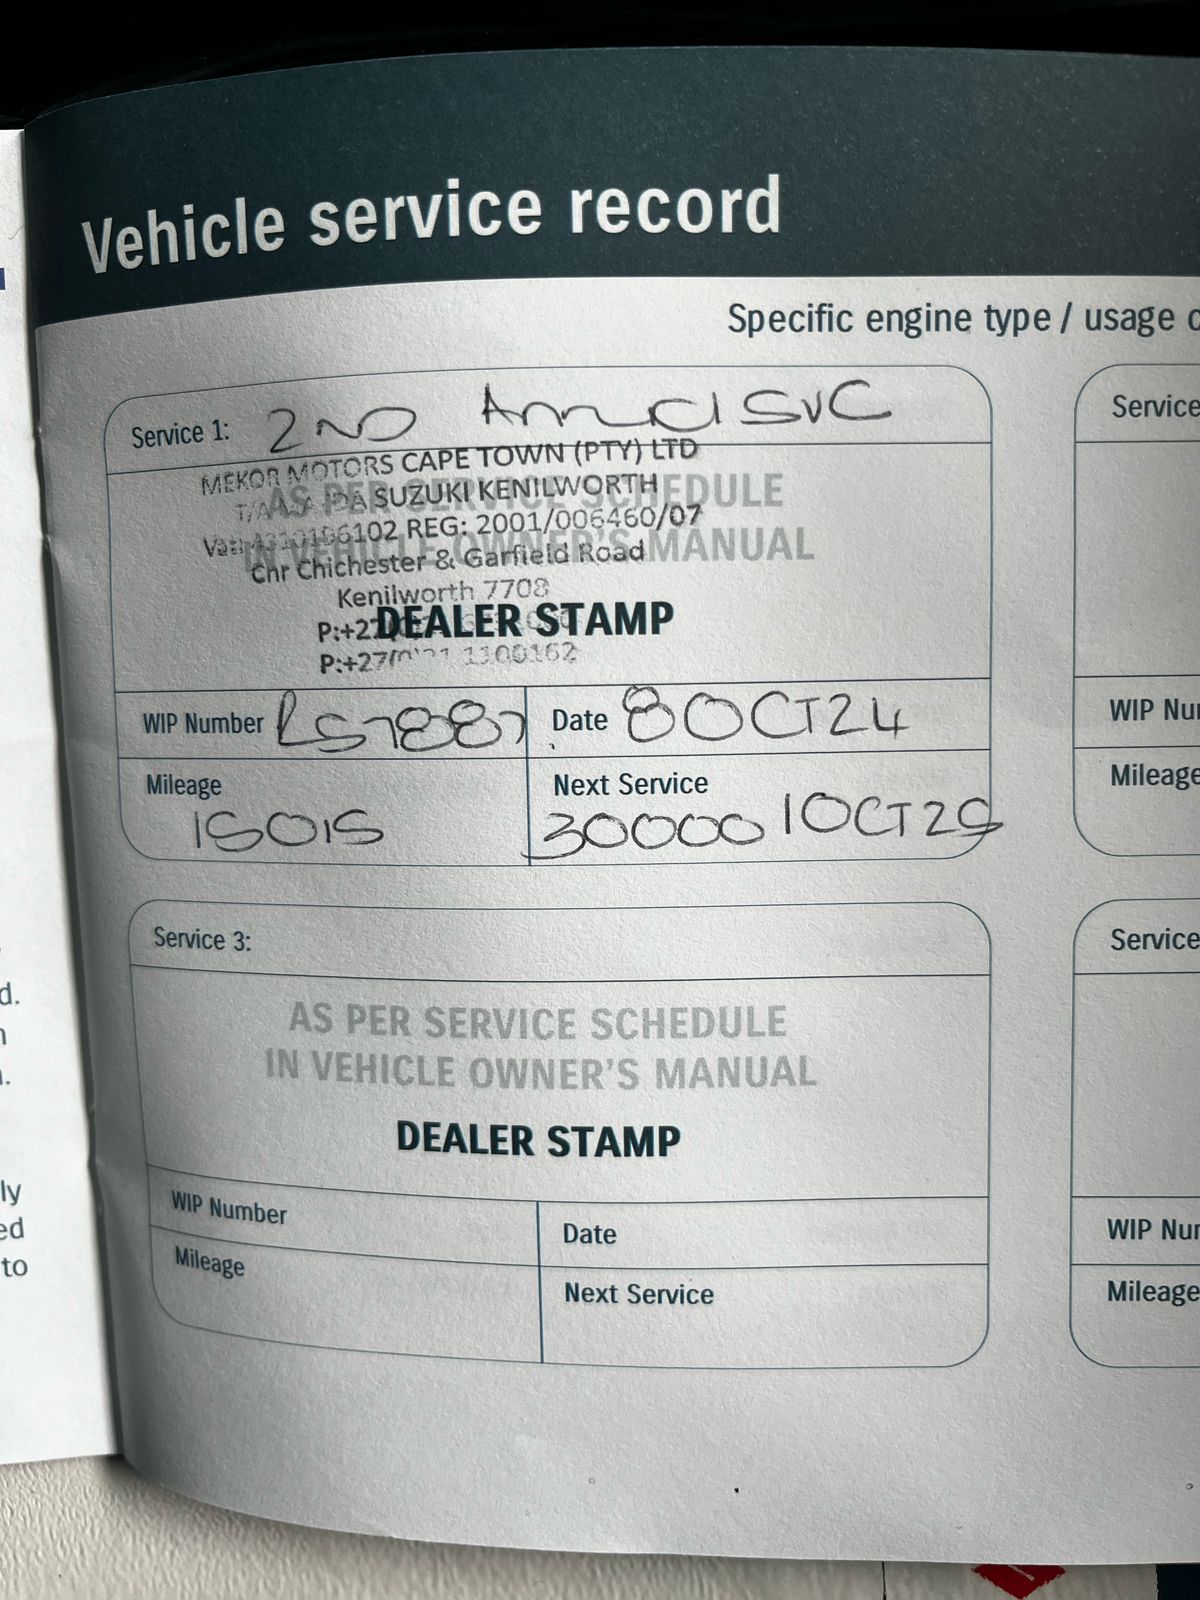 Vehicle service record
Specific engine type / usage
Service 1: 2ND Annual SVC
MEKOR MOTORS CAPE TOWN (PTY) LTD
AS PER SERVICE SCHEDULE
SUZUKI KENILWORTH
REG: 2001/006460/07
IN VEHICLE OWNER'S MANUAL
Cnr Chichester & Garfield Road
Kenilworth 7708
DEALER STAMP
WIP Number Date 8OCT24
Mileage Next Service
15015 30000 1OCT25
Service 3:
AS PER SERVICE SCHEDULE
IN VEHICLE OWNER'S MANUAL
DEALER STAMP
WIP Number
Date
Mileage
Next Service
Service
WIP
Mileage
Service
WIP
Mileage
d.
ly
ed
to